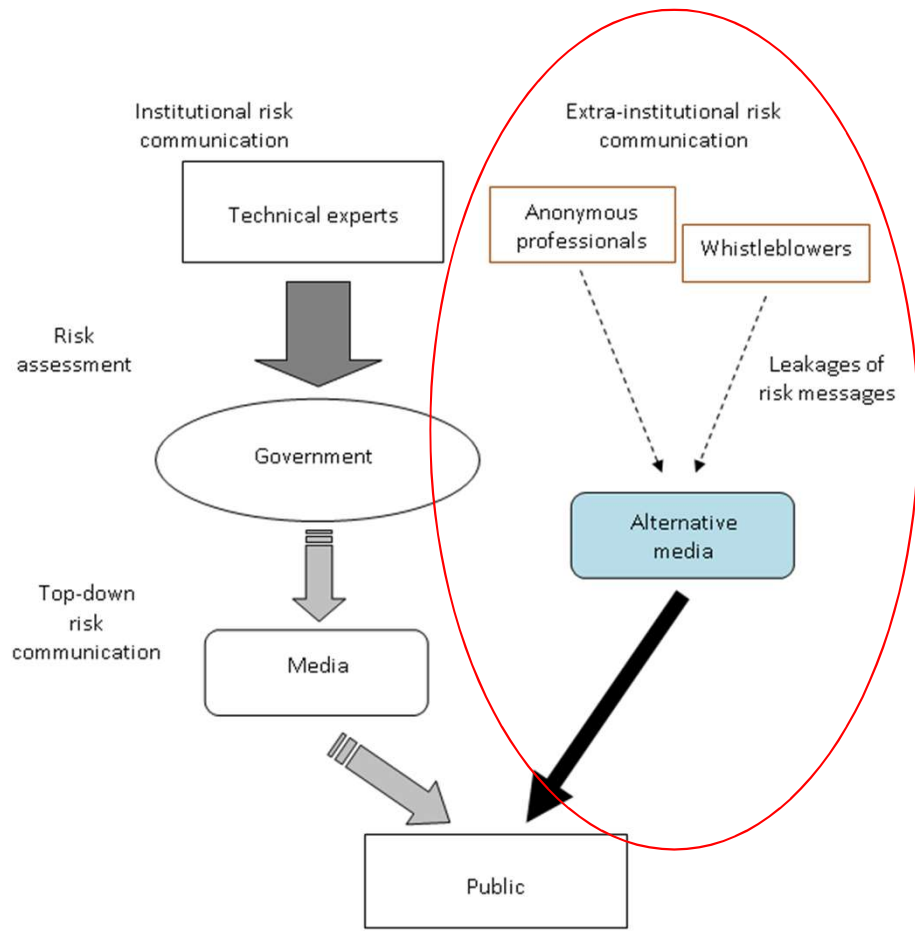 Institutional risk
communication
Extra-institutional risk
communication
Technical experts
Anonymous
professionals
Whistleblowers
Risk
assessment
Leakages of
risk messages
Government
Alternative
media
Top-down
risk
communication
Media
Public